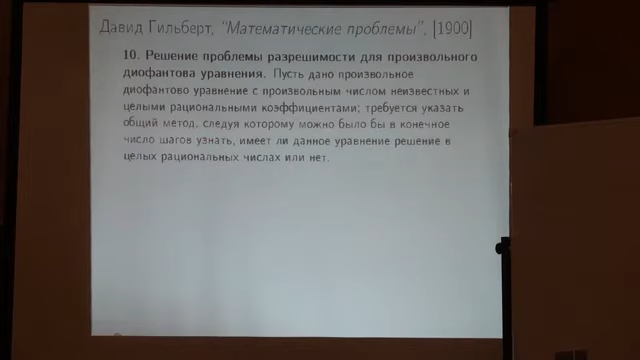 Давид Гильберт, "Математические проблемы", [1900]
10. Решение проблемы разрешимости для произвольного
диофантова уравнения. Пусть дано произвольное
диофантово уравнение с произвольным числом неизвестных и
целыми рациональными коэффициентами; требуется указать
общий метод, следуя которому можно было бы в конечное
число шагов узнать, имеет ли данное уравнение решение в
целых рациональных числах или нет.